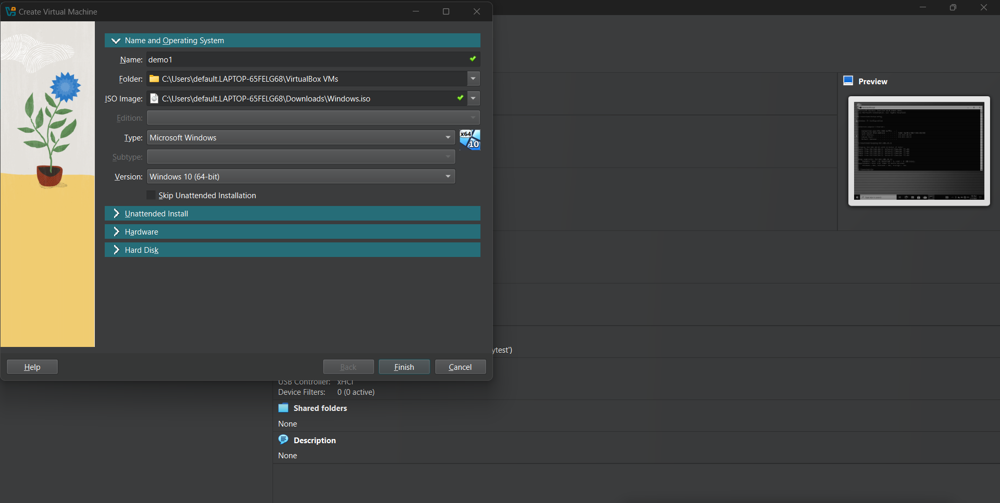 Create Virtual Machine
Name and Operating System
Name: demo1
Folder: C:\Users\default.LAPTOP-65FELG68\VirtualBox VMs
ISO Image: C:\Users\default.LAPTOP-65FELG68\Downloads\Windows.iso
Edition:
Type: Microsoft Windows
x64
10
Subtype:
Version: Windows 10 (64-bit)
Skip Unattended Installation
Unattended Install
Hardware
Hard Disk
Help
Back
Finish
Cancel
Preview
ytest')
USB Controller: xHCI
Device Filters: 0 (0 active)
Shared folders
None
Description
None